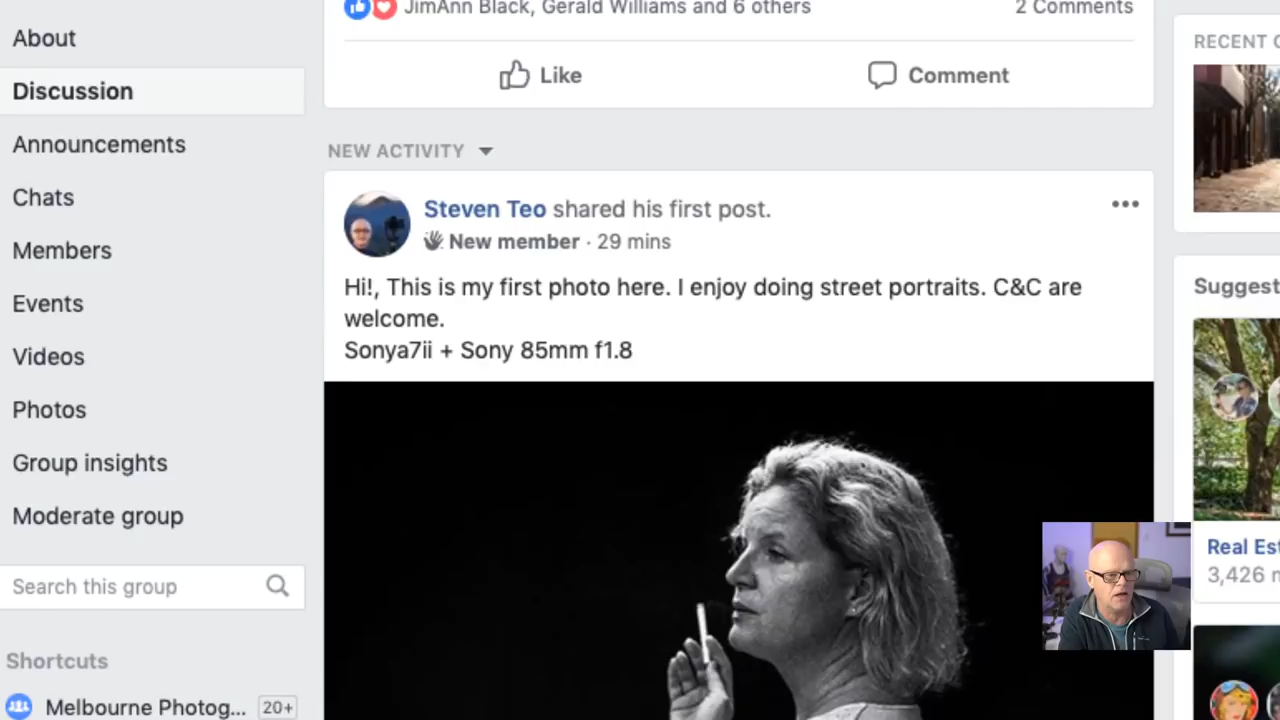 JimAnn Black, Gerald Williams and 6 others
2 Comments
Like
Comment
About
Discussion
Announcements
Chats
Members
Events
Videos
Photos
Group insights
Moderate group
Search this group
Shortcuts
Melbourne Photog... 20+
NEW ACTIVITY
Steven Teo shared his first post.
New member · 29 mins
Hi!, This is my first photo here. I enjoy doing street portraits. C&C are
welcome.
Sonya7ii + Sony 85mm f1.8
RECENT
Suggest
Real Est
3,426